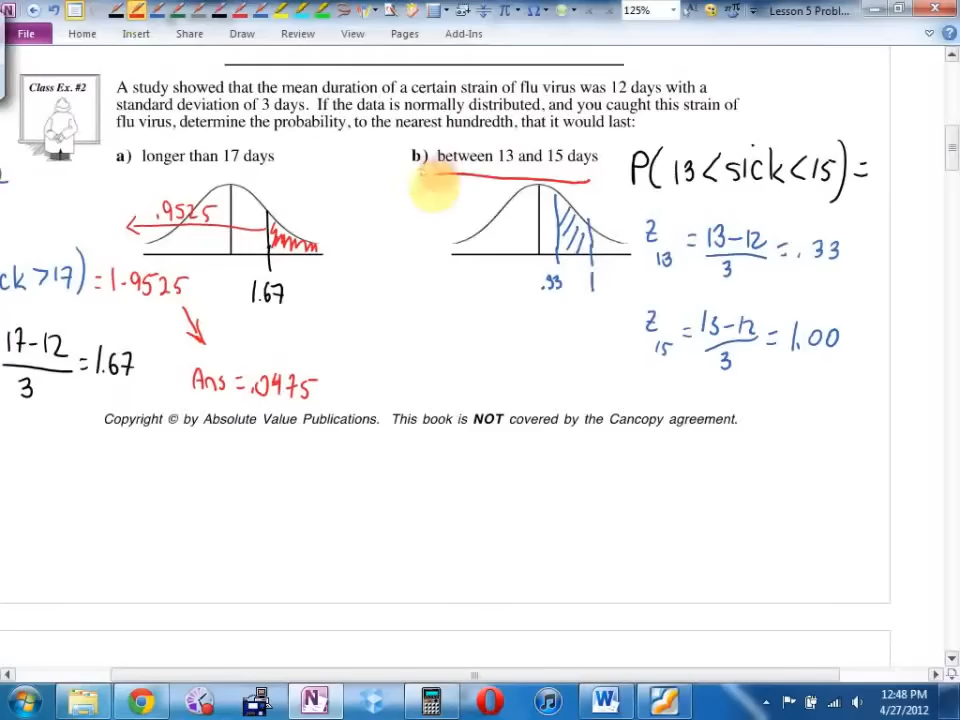 125%
Lesson 5 Probl...
File Home Insert Share Draw Review View Pages Add-Ins
Class Ex. #2
A study showed that the mean duration of a certain strain of flu virus was 12 days with a
standard deviation of 3 days. If the data is normally distributed, and you caught this strain of
flu virus, determine the probability, to the nearest hundredth, that it would last:
a) longer than 17 days
b) between 13 and 15 days
P(13<sick<15)=
.9525
Z13 = 13-12/3 = .33
ck >17) = 1-.9525
1.67
.33 1
17-12/3 = 1.67
Z15 = 15-12/3 = 1.00
Ans = .0475
Copyright © by Absolute Value Publications. This book is NOT covered by the Cancopy agreement.
12:48 PM
4/27/2012